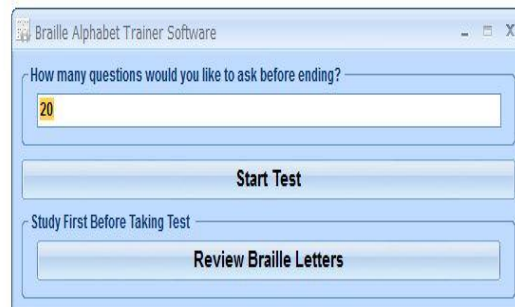 Braille Alphabet Trainer Software
How many questions would you like to ask before ending?
20
Start Test
Study First Before Taking Test
Review Braille Letters